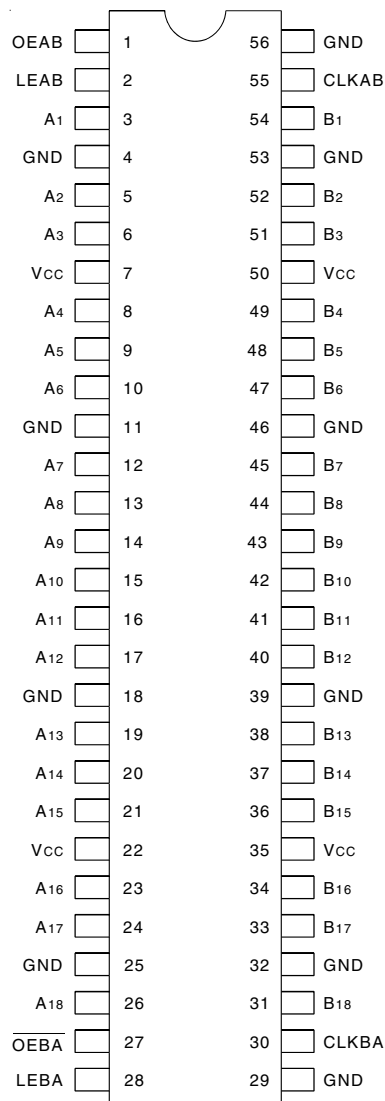 OEAB 1 56 GND
LEAB 2 55 CLKAB
A1 3 54 B1
GND 4 53 GND
A2 5 52 B2
A3 6 51 B3
VCC 7 50 VCC
A4 8 49 B4
A5 9 48 B5
A6 10 47 B6
GND 11 46 GND
A7 12 45 B7
A8 13 44 B8
A9 14 43 B9
A10 15 42 B10
A11 16 41 B11
A12 17 40 B12
GND 18 39 GND
A13 19 38 B13
A14 20 37 B14
A15 21 36 B15
VCC 22 35 VCC
A16 23 34 B16
A17 24 33 B17
GND 25 32 GND
A18 26 31 B18
OEBA 27 30 CLKBA
LEBA 28 29 GND